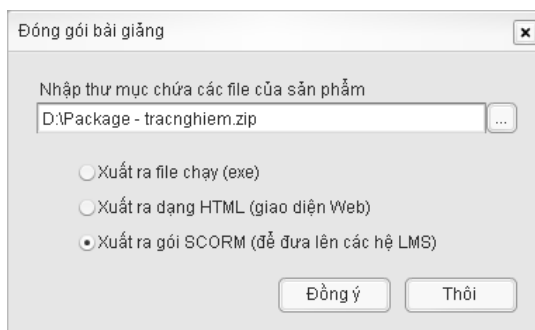 Đóng gói bài giảng
Nhập thư mục chứa các file của sản phẩm
D:\Package - tracnghiem.zip
...
Xuất ra file chạy (exe)
Xuất ra dạng HTML (giao diện Web)
Xuất ra gói SCORM (để đưa lên các hệ LMS)
Đồng ý Thôi